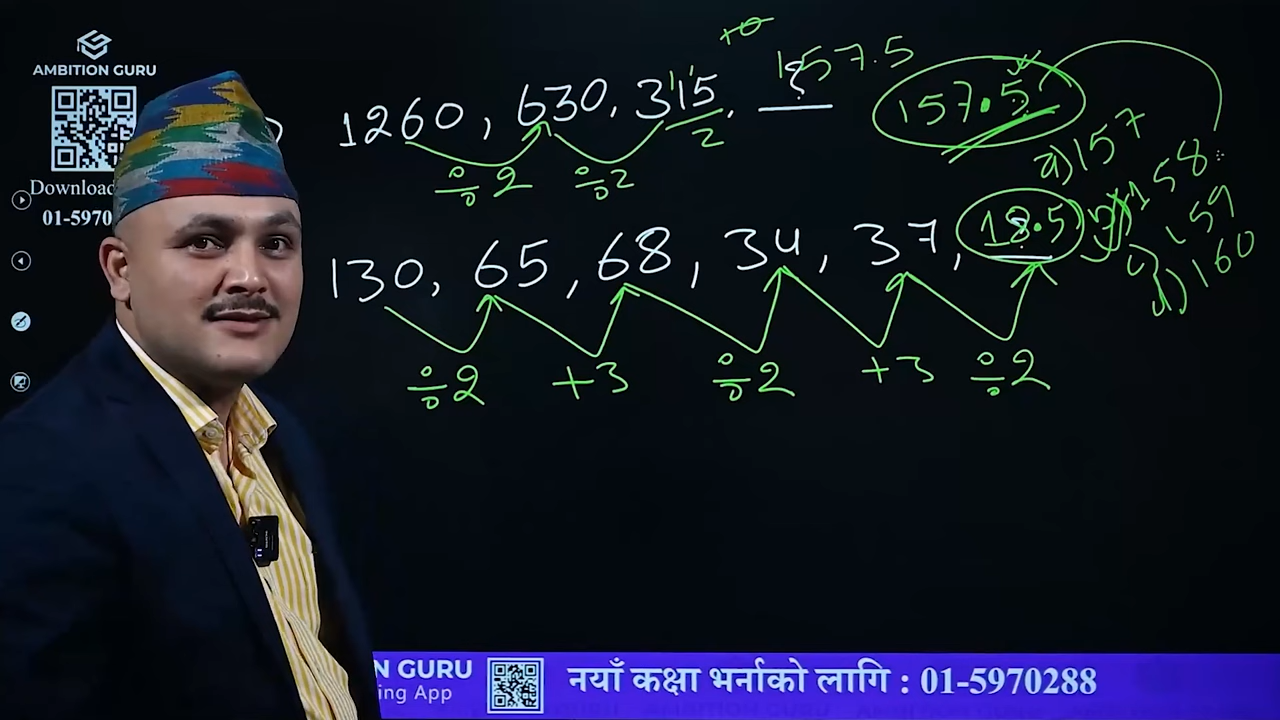 AMBITION GURU
Download
01-5970
1260, 630, 315, 157.5
157.5
÷2 ÷2 2
a) 157
158
c) 159
d) 160
130, 65, 68, 34, 37, 18.5
÷2 +3 ÷2 +3 ÷2
N GURU
ing App
नयाँ कक्षा भर्नाको लागि : 01-5970288